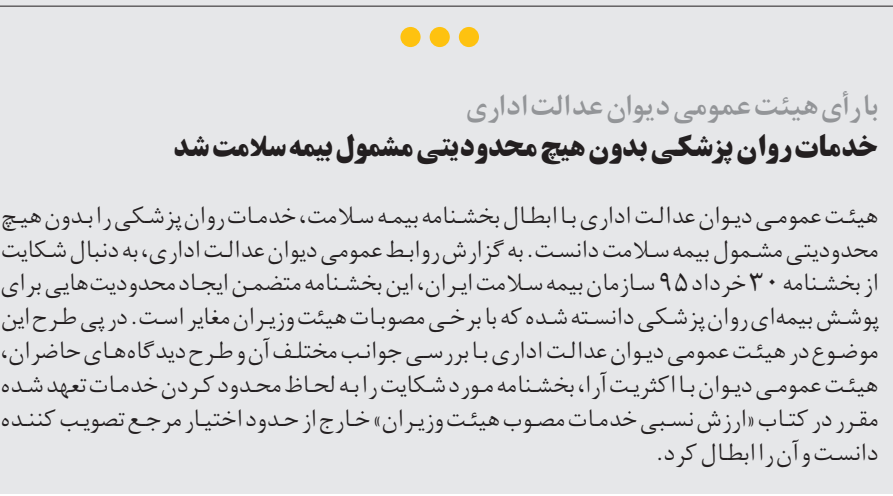 با رأی هیئت عمومی دیوان عدالت اداری
خدمات روان پزشکی بدون هیچ محدودیتی مشمول بیمه سلامت شد
هیئت عمومی دیوان عدالت اداری با ابطال بخشنامه بیمه سلامت، خدمات روان‌پزشکی را بدون هیچ
محدودیتی مشمول بیمه سلامت دانست. به گزارش روابط عمومی دیوان عدالت اداری، به دنبال شکایت
از بخشنامه ۳۰ خرداد ۹۵ سازمان بیمه سلامت ایران، این بخشنامه متضمن ایجاد محدودیت‌هایی برای
پوشش بیمه‌ای روان پزشکی دانسته شده که با برخی مصوبات هیئت وزیران مغایر است. در پی طرح این
موضوع در هیئت عمومی دیوان عدالت اداری با بررسی جوانب مختلف آن و طرح دیدگاه‌های حاضران،
هیئت عمومی دیوان با اکثریت آرا، بخشنامه مورد شکایت را به لحاظ محدود کردن خدمات تعهد شده
مقرر در کتاب «ارزش نسبی خدمات مصوب هیئت وزیران» خارج از حدود اختیار مرجع تصویب کننده
دانست و آن را ابطال کرد.